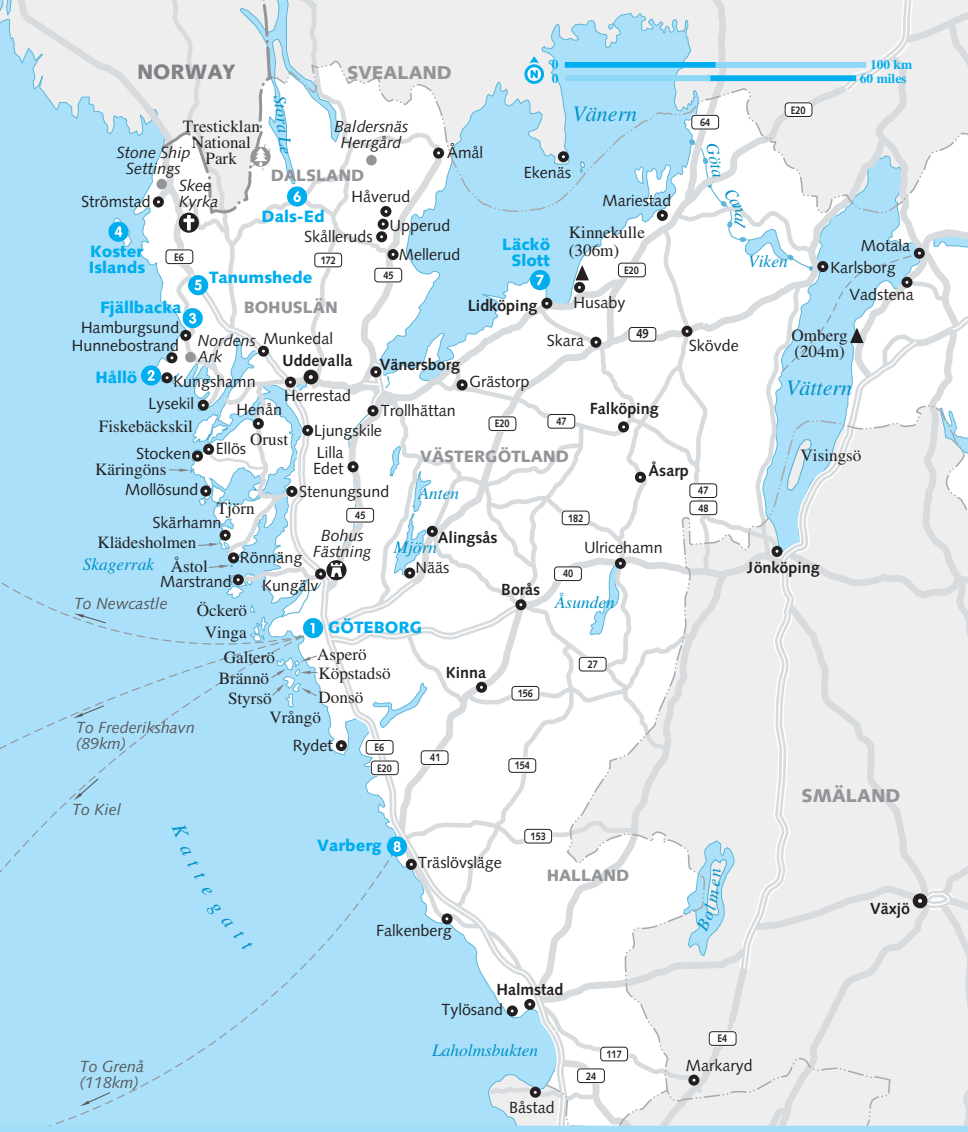 NORWAY
SVEALAND
0
100 km
N
0
60 miles
Vänern
E20
64
Stora Le
Baldersnäs
Herrgård
Tresticklan
National
Park
Stone Ship
Settings
Åmål
Ekenäs
Göta
Canal
DALSLAND
Skee
Kyrka
6
Dals-Ed
Håverud
Mariestad
Strömstad
Upperud
Skålleruds
4
Koster
Islands
Läckö
Slott
7
Kinnekulle
(306m)
Motala
E6
172
Mellerud
45
E20
Viken
Karlsborg
5
Tanumshede
Husaby
Vadstena
Fjällbacka
3
BOHUSLÄN
Lidköping
Hamburgsund
Hunnebostrand
Nordens
Ark
Munkedal
Skara
49
Skövde
Omberg
(204m)
Uddevalla
Vänersborg
Hållö
2
Kungshamn
Herrestad
Grästorp
Vättern
Lysekil
Henån
Trollhättan
Falköping
Fiskebäckskil
Orust
Ljungskile
E20
47
Stocken
Ellös
Lilla
Edet
VÄSTERGÖTLAND
Visingsö
Käringöns
Åsarp
Mollösund
Stenungsund
Anten
47
48
Tjörn
45
182
Skärhamn
Klädesholmen
Bohus
Fästning
Alingsås
Mjörn
Ulricehamn
Skagerrak
Rönnäng
Åstol
Nääs
Jönköping
Marstrand
Kungälv
40
Borås
Åsunden
To Newcastle
Öckerö
Vinga
1
GÖTEBORG
Galterö
Asperö
Brännö
Köpstadsö
Kinna
27
Styrsö
Donsö
156
Vrångö
To Frederikshavn
(89km)
Rydet
E6
E20
41
154
To Kiel
SMÅLAND
Kattegatt
153
Varberg
8
Träslövsläge
HALLAND
Bolmen
Växjö
Falkenberg
Halmstad
Tylösand
E4
Laholmsbukten
117
Markaryd
24
To Grenå
(118km)
Båstad